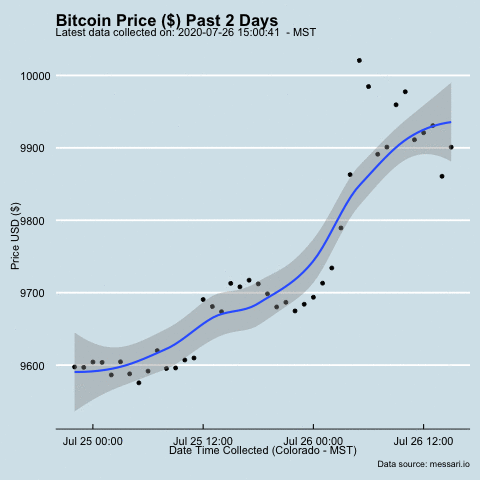 Bitcoin Price ($) Past 2 Days
Latest data collected on: 2020-07-26 15:00:41 - MST
10000
9900
9800
9700
9600
Price USD ($)
Jul 25 00:00 Jul 25 12:00 Jul 26 00:00 Jul 26 12:00
Date Time Collected (Colorado - MST)
Data source: messari.io